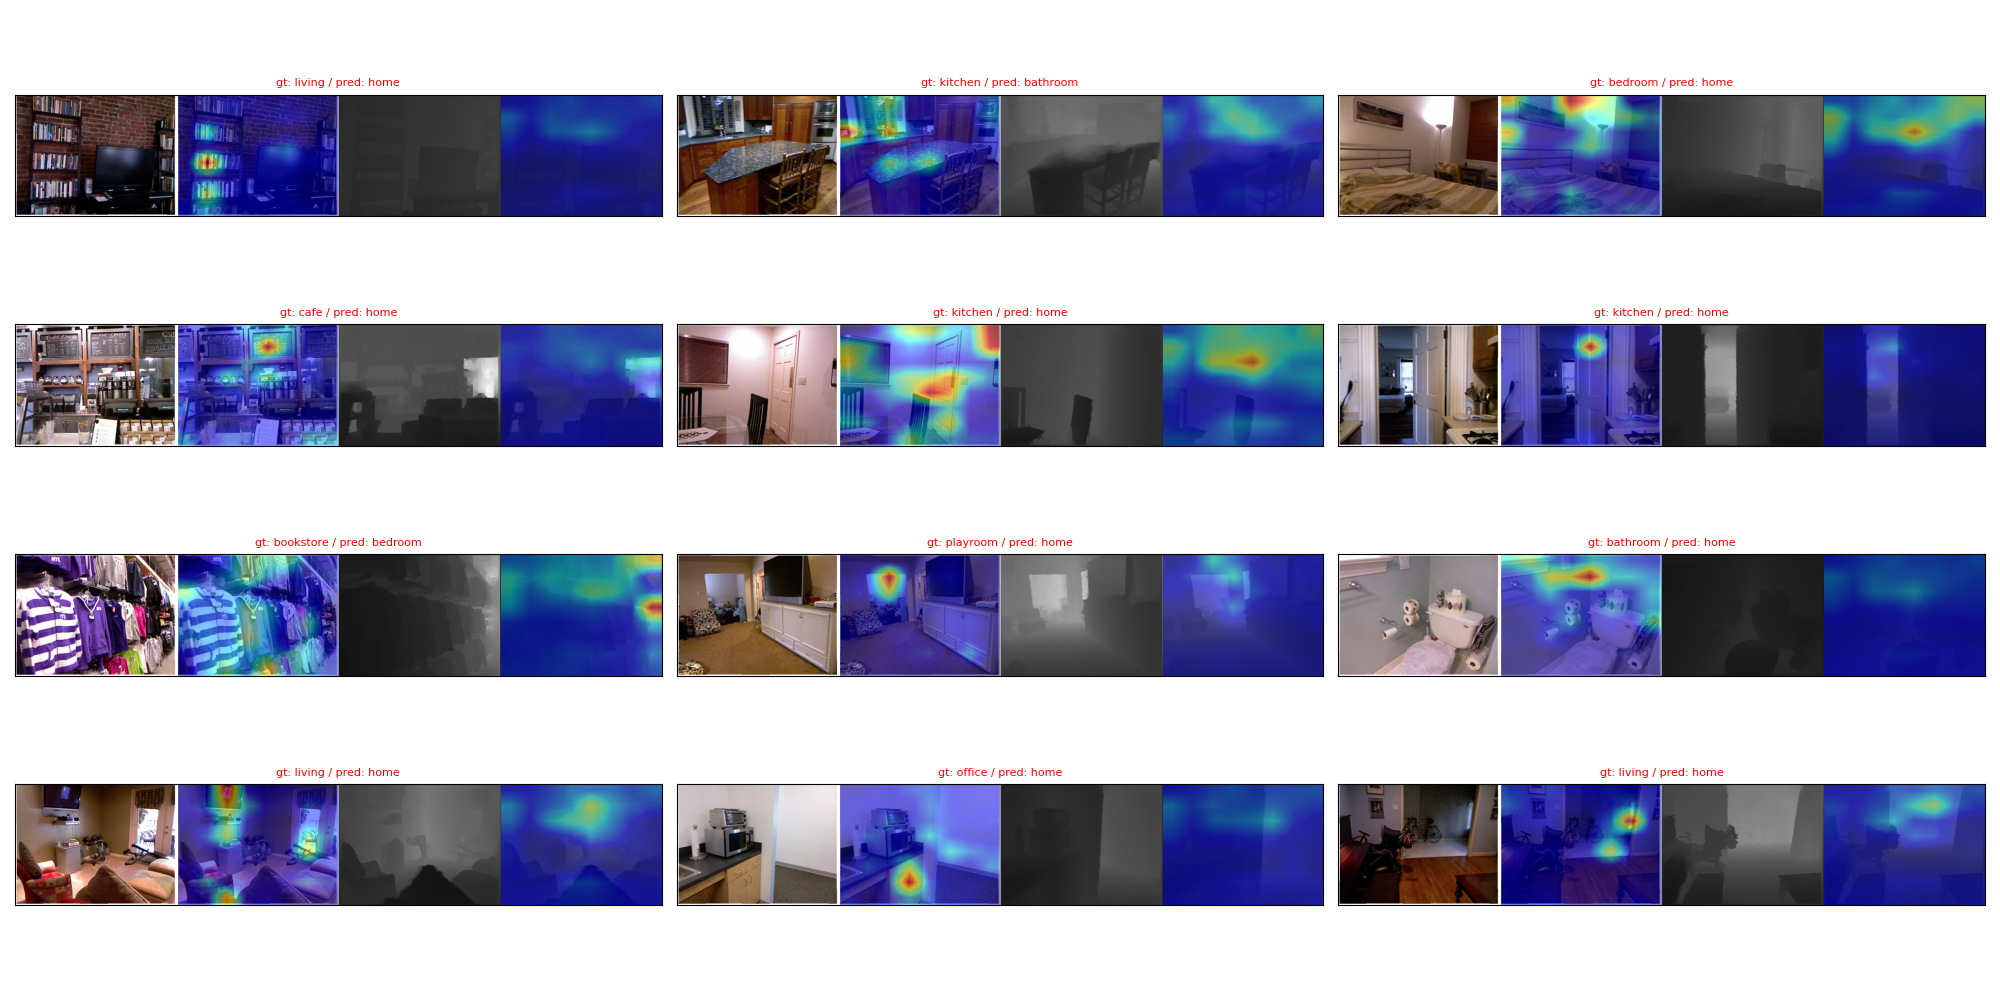 gt: living / pred: home
gt: kitchen / pred: bathroom
gt: bedroom / pred: home
gt: cafe / pred: home
gt: kitchen / pred: home
gt: kitchen / pred: home
gt: bookstore / pred: bedroom
gt: playroom / pred: home
gt: bathroom / pred: home
gt: living / pred: home
gt: office / pred: home
gt: living / pred: home